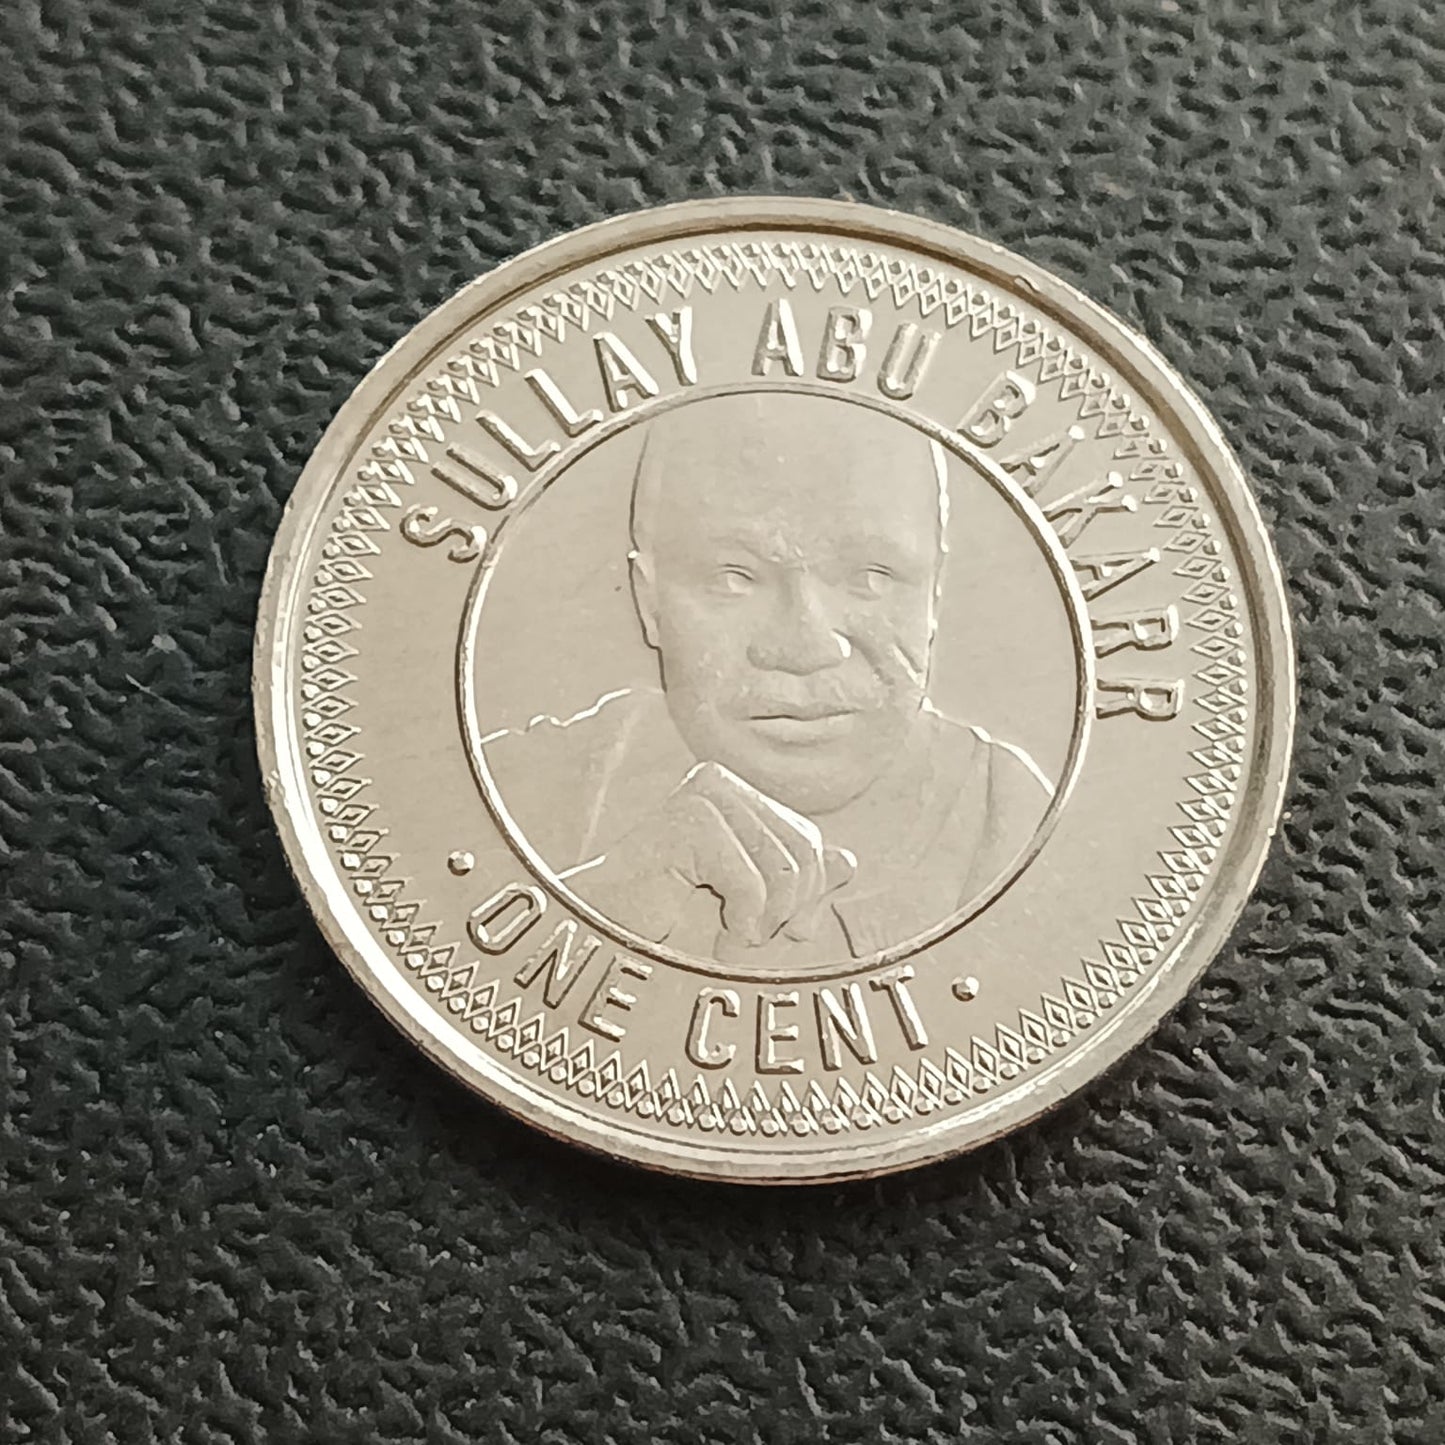 SULLAY ABU BAKARR
• ONE CENT •